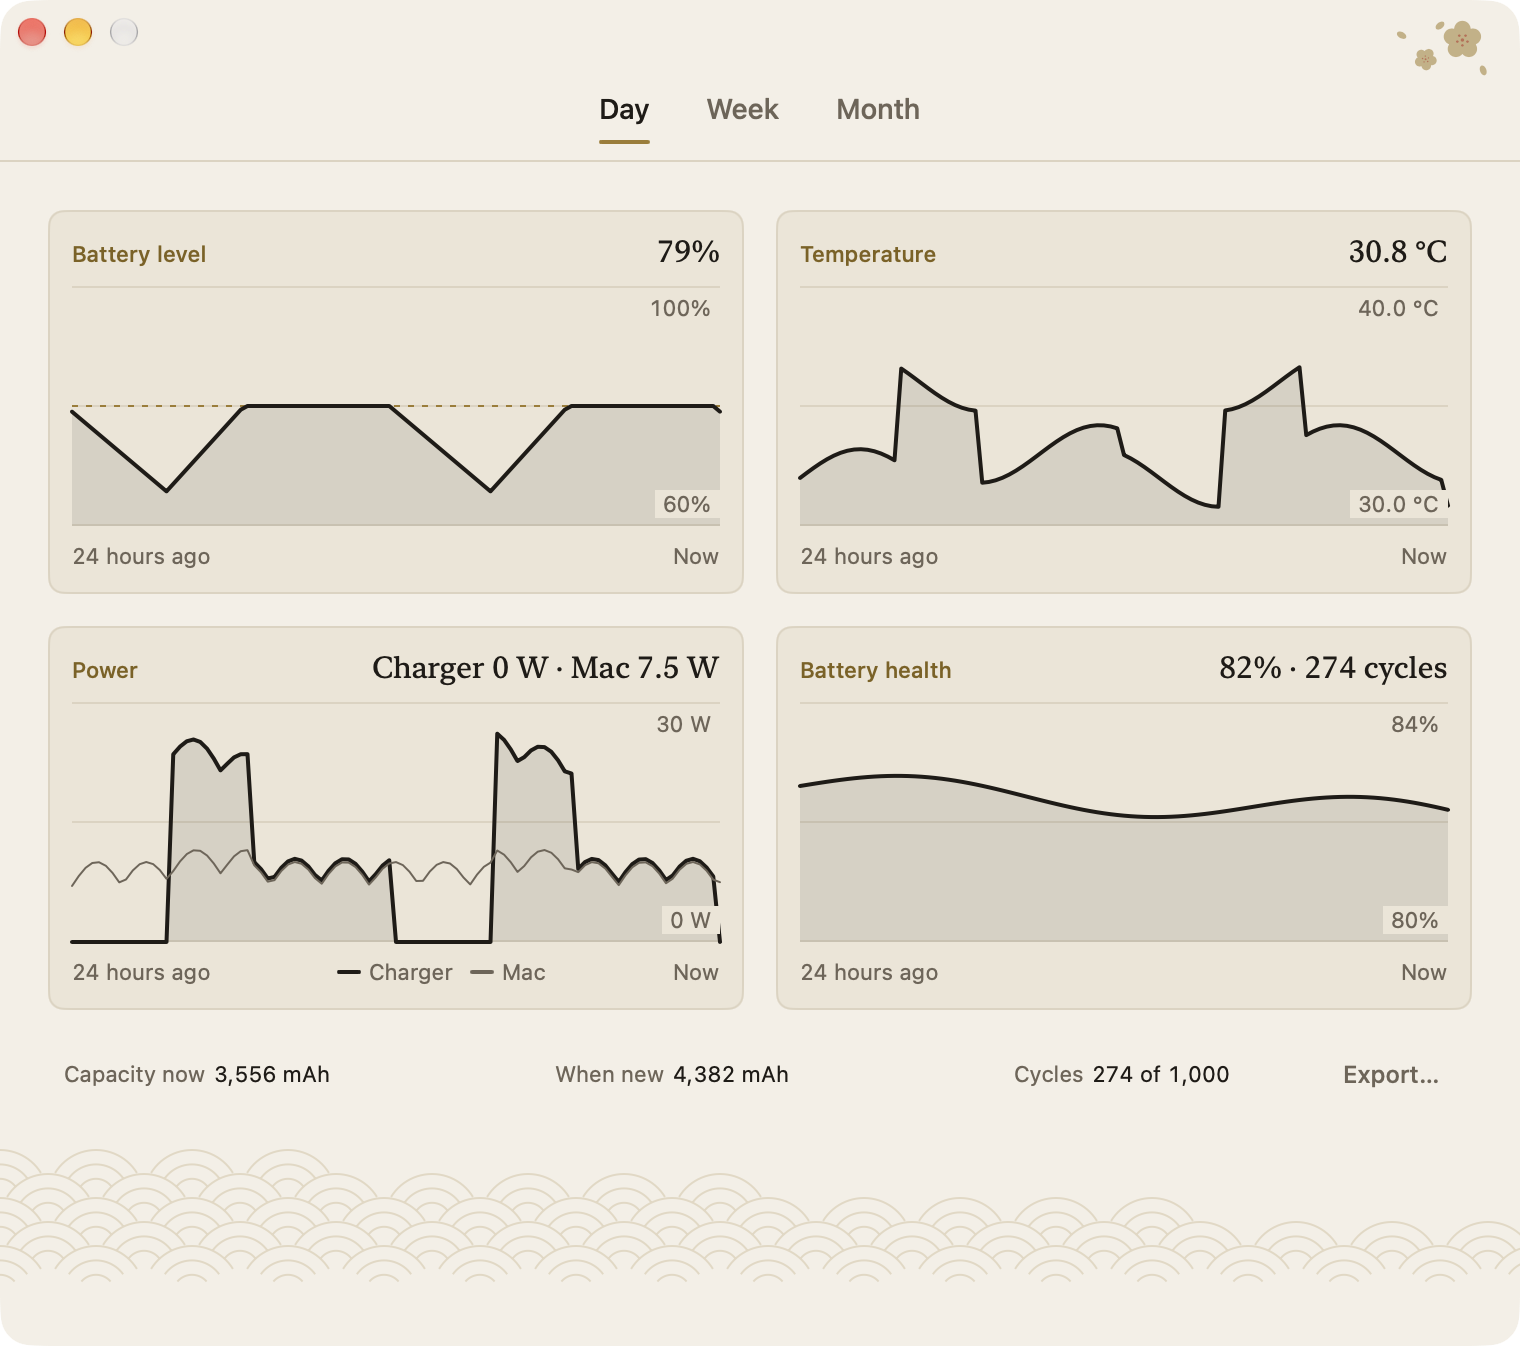 Day Week Month
Battery level 79%
100%
60%
24 hours ago Now
Temperature 30.8 °C
40.0 °C
30.0 °C
24 hours ago Now
Power Charger 0 W · Mac 7.5 W
30 W
0 W
24 hours ago Charger Mac Now
Battery health 82% · 274 cycles
84%
80%
24 hours ago Now
Capacity now 3,556 mAh When new 4,382 mAh Cycles 274 of 1,000 Export...